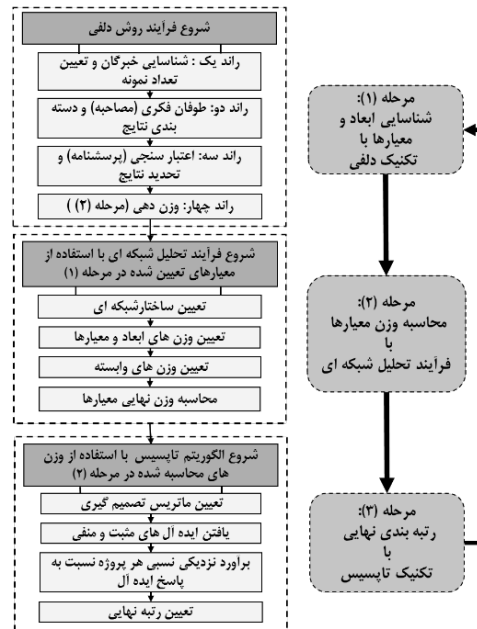 شروع فرآیند روش دلفی
راند یک : شناسایی خبرگان و تعیین
تعداد نمونه
راند دو: طوفان فکری (مصاحبه) و دسته
بندی نتایج
راند سه: اعتبار سنجی (پرسشنامه) و
تحدید نتایج
راند چهار: وزن دهی (مرحله (۲) )
شروع فرآیند تحلیل شبکه ای با استفاده از
معیارهای تعیین شده در مرحله (۱)
تعیین ساختارشبکه ای
تعیین وزن های ابعاد و معیارها
تعیین وزن های وابسته
محاسبه وزن نهایی معیارها
شروع الگوریتم تاپسیس با استفاده از وزن
های محاسبه شده در مرحله (۲)
تعیین ماتریس تصمیم گیری
یافتن ایده آل های مثبت و منفی
برآورد نزدیکی نسبی هر پروژه نسبت به
پاسخ ایده آل
تعیین رتبه نهایی
مرحله (۱):
شناسایی ابعاد و
معیارها با
تکنیک دلفی
مرحله (۲):
محاسبه وزن معیارها
با
فرآیند تحلیل شبکه ای
مرحله (۳):
رتبه بندی نهایی
با
تکنیک تاپسیس